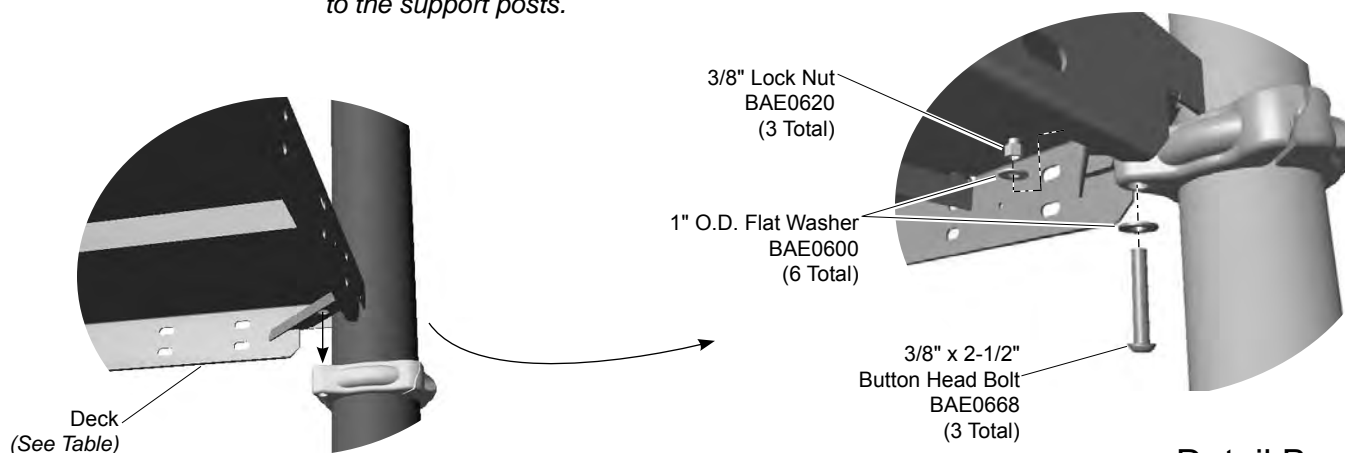 to the support posts.
3/8" Lock Nut
BAE0620
(3 Total)
1" O.D. Flat Washer
BAE0600
(6 Total)
3/8" x 2-1/2"
Button Head Bolt
BAE0668
(3 Total)
Deck
(See Table)